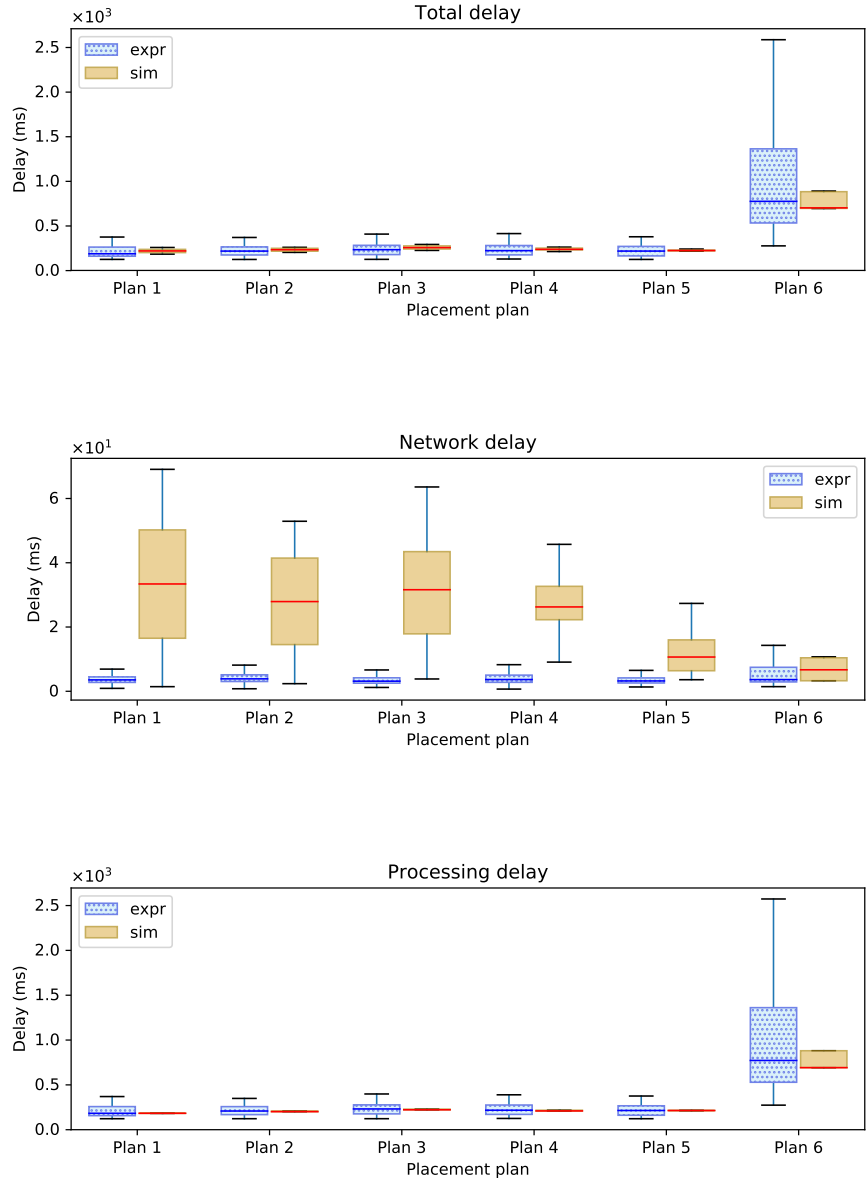 Total delay
×10³
Delay (ms)
2.5
2.0
1.5
1.0
0.5
0.0
expr
sim
Plan 1 Plan 2 Plan 3 Plan 4 Plan 5 Plan 6
Placement plan
Network delay
×10¹
Delay (ms)
6
4
2
0
expr
sim
Plan 1 Plan 2 Plan 3 Plan 4 Plan 5 Plan 6
Placement plan
Processing delay
×10³
Delay (ms)
2.5
2.0
1.5
1.0
0.5
0.0
expr
sim
Plan 1 Plan 2 Plan 3 Plan 4 Plan 5 Plan 6
Placement plan